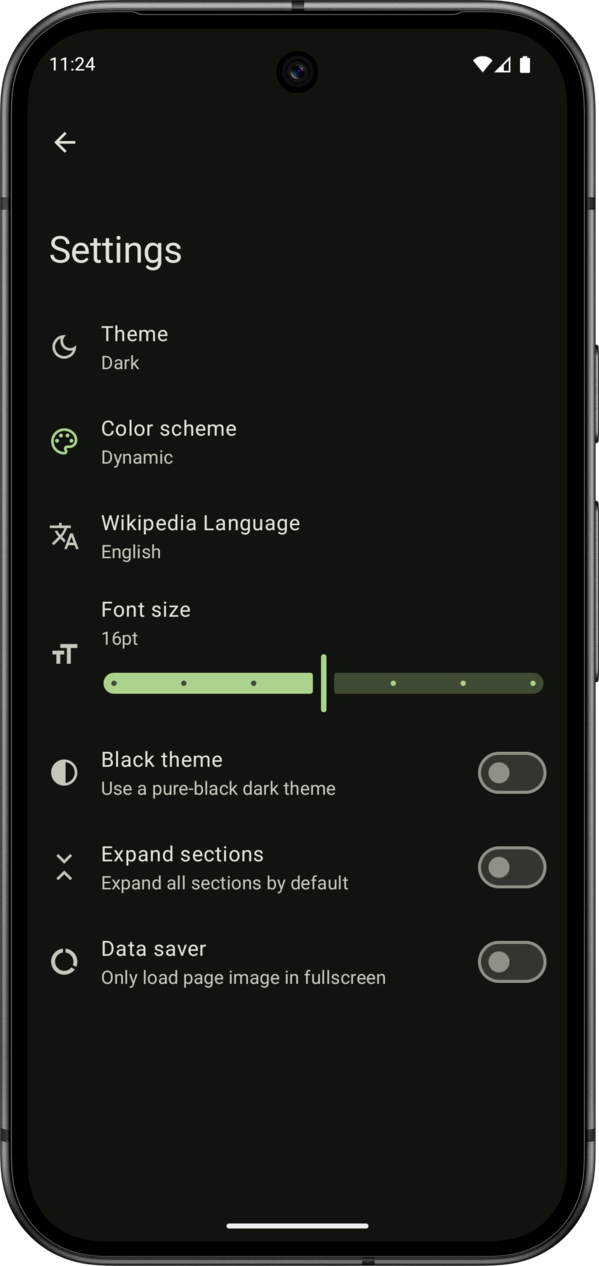 11:24
Settings
Theme
Dark
Color scheme
Dynamic
Wikipedia Language
English
Font size
16pt
Black theme
Use a pure-black dark theme
Expand sections
Expand all sections by default
Data saver
Only load page image in fullscreen